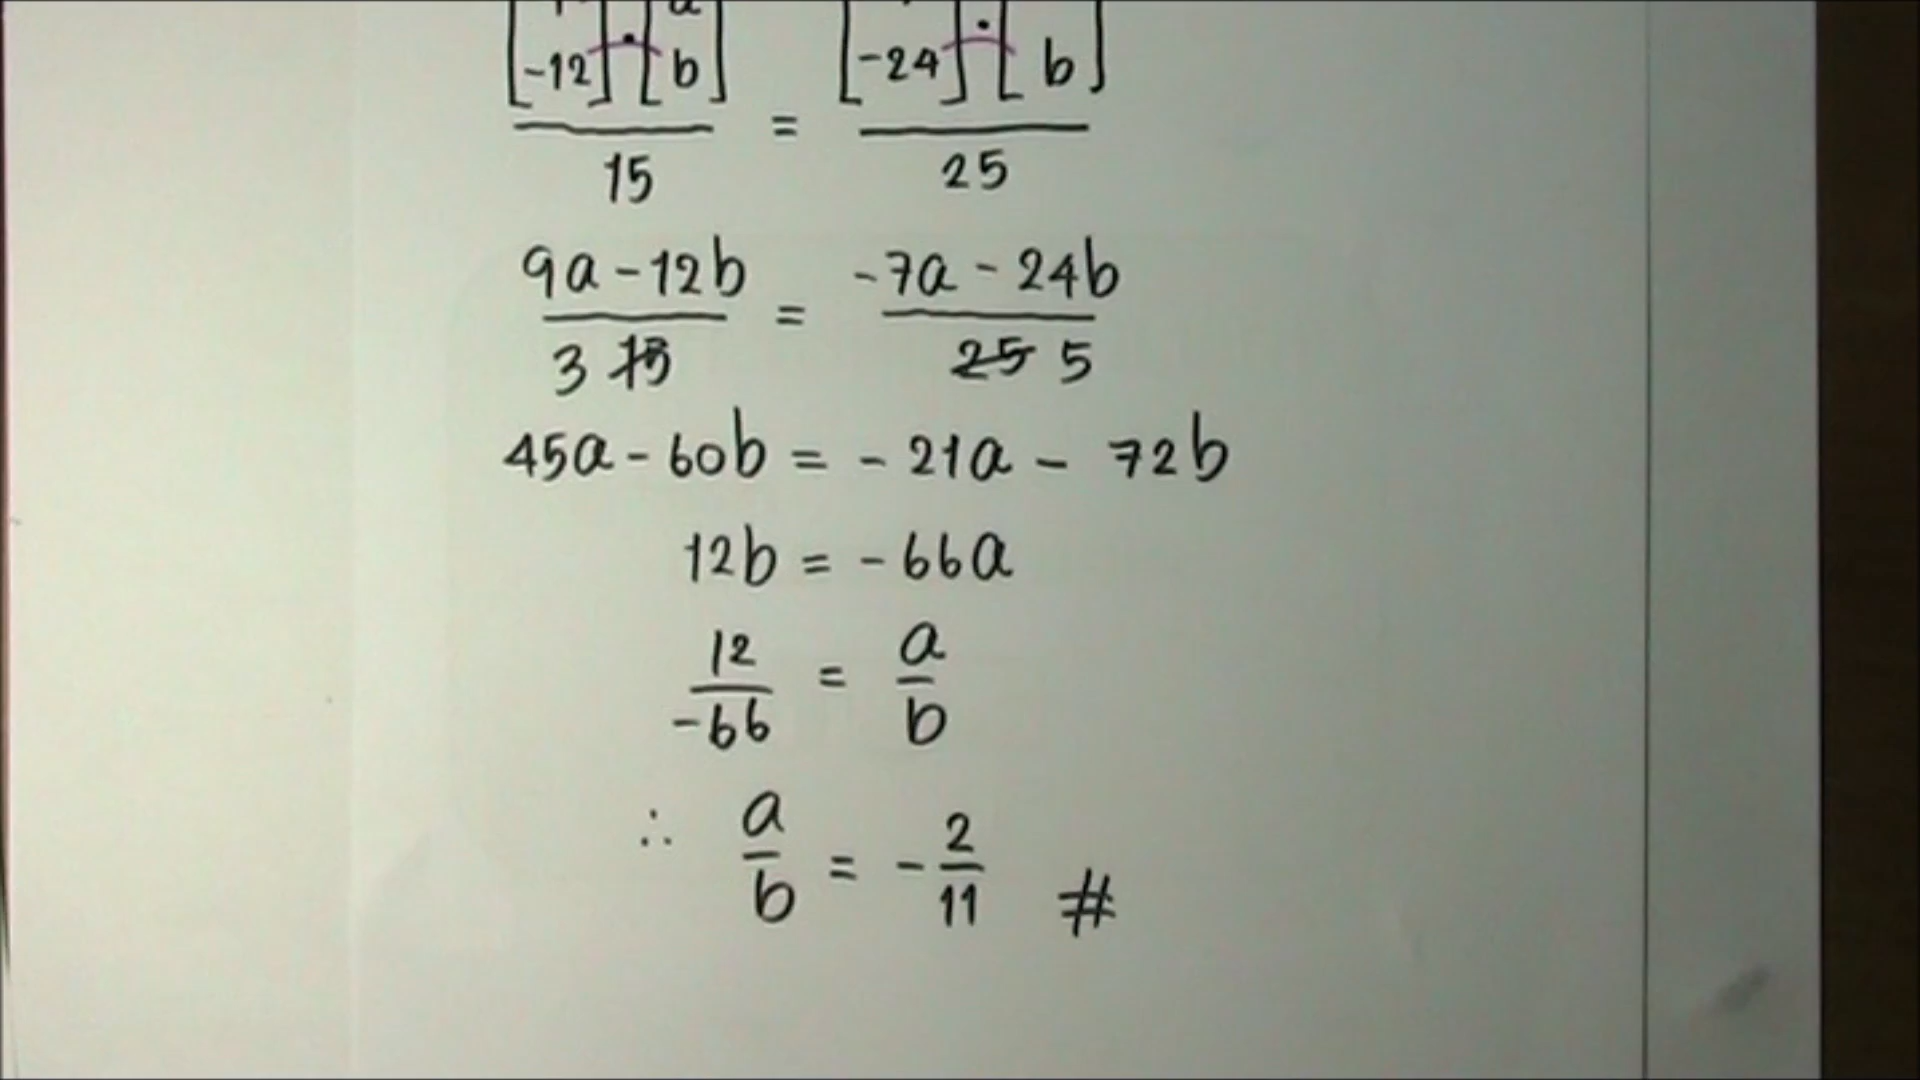 [-12] · [a b] = [-24] · [b]
15 25
9a - 12b = -7a - 24b
3 15 25 5
45a - 60b = - 21a - 72b
12b = - 66a
12 = a
-66 b
∴ a = - 2 #
b 11